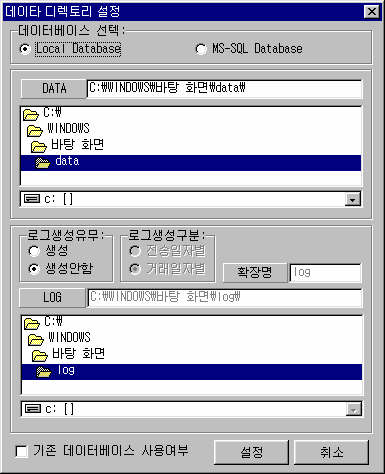 데이타 디렉토리 설정
데이터베이스 선택:
Local Database
MS-SQL Database
DATA
C:\WINDOWS\바탕 화면\data\
C:\
WINDOWS
바탕 화면
data
c: []
로그생성유무:
생성
생성안함
로그생성구분:
전송일자별
거래일자별
확장명
log
LOG
C:\WINDOWS\바탕 화면\log\
C:\
WINDOWS
바탕 화면
log
c: []
기존 데이터베이스 사용여부
설정
취소